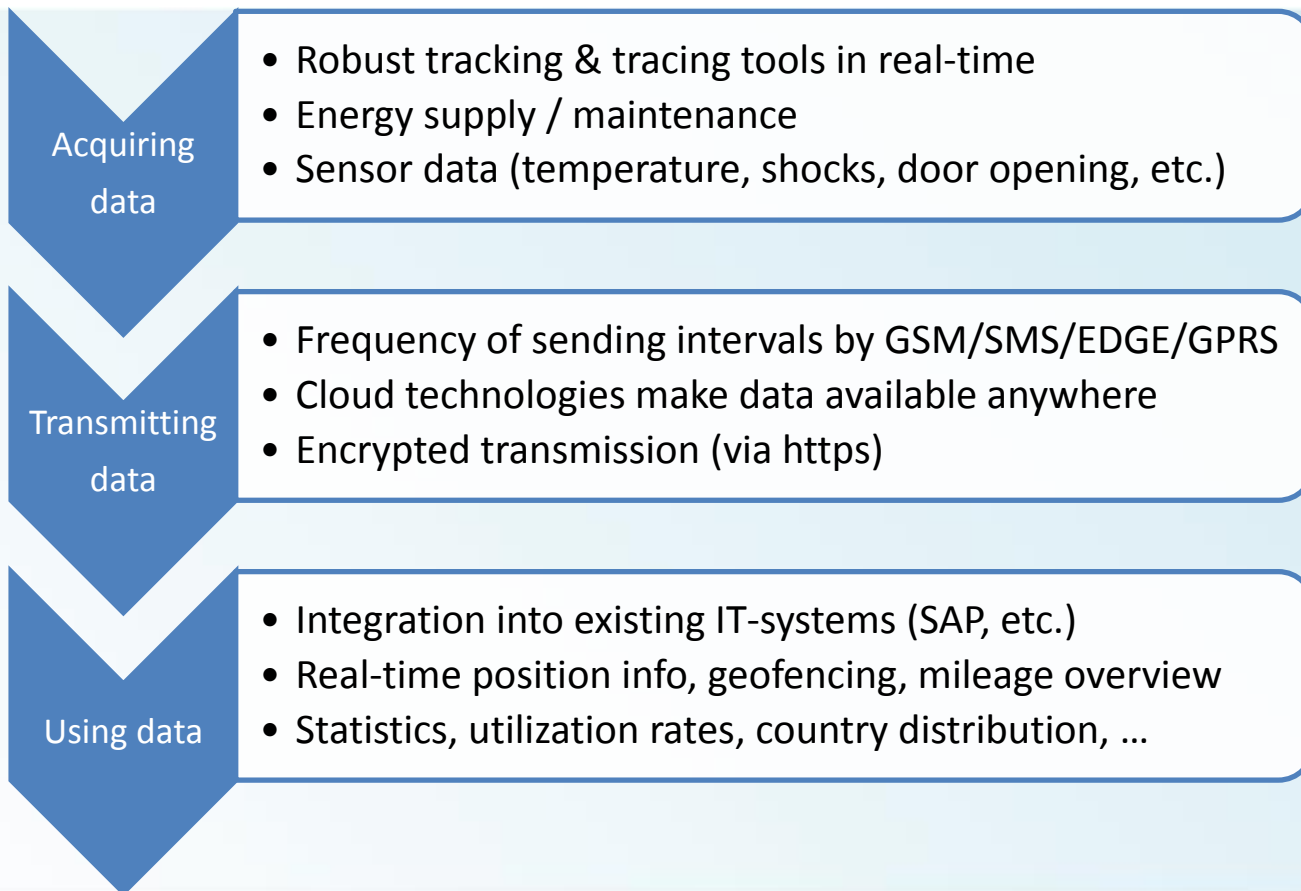 Acquiring
data
• Robust tracking & tracing tools in real-time
• Energy supply / maintenance
• Sensor data (temperature, shocks, door opening, etc.)
Transmitting
data
• Frequency of sending intervals by GSM/SMS/EDGE/GPRS
• Cloud technologies make data available anywhere
• Encrypted transmission (via https)
Using data
• Integration into existing IT-systems (SAP, etc.)
• Real-time position info, geofencing, mileage overview
• Statistics, utilization rates, country distribution, …